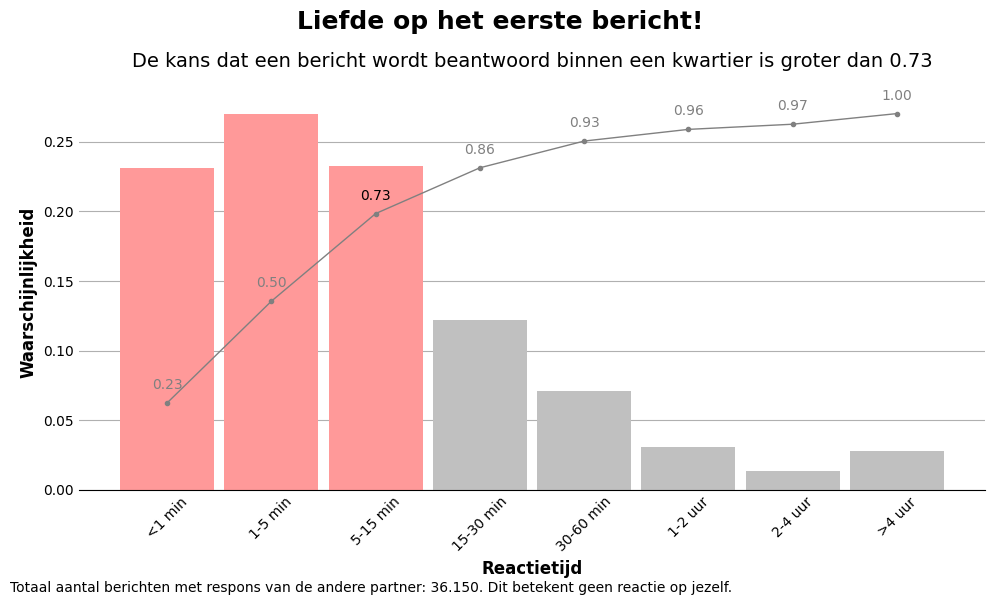 Liefde op het eerste bericht!
De kans dat een bericht wordt beantwoord binnen een kwartier is groter dan 0.73
1.00
0.97
0.96
0.93
0.86
0.73
0.50
0.23
0.25
0.20
0.15
0.10
0.05
0.00
Waarschijnlijkheid
<1 min
1-5 min
5-15 min
15-30 min
30-60 min
1-2 uur
2-4 uur
>4 uur
Reactietijd
Totaal aantal berichten met respons van de andere partner: 36.150. Dit betekent geen reactie op jezelf.